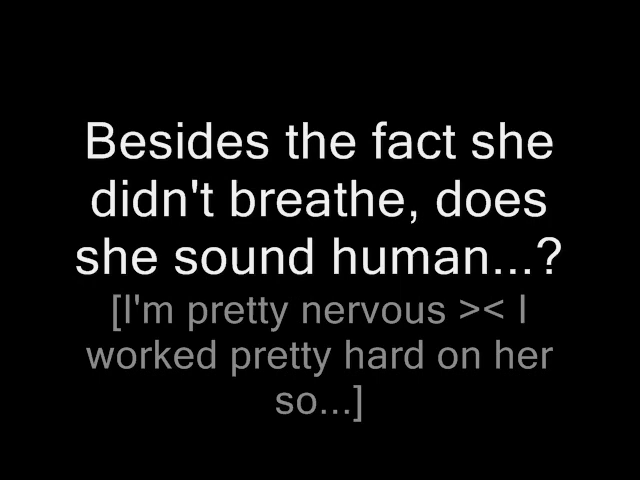 Besides the fact she
didn't breathe, does
she sound human...?
[I'm pretty nervous >< I
worked pretty hard on her
so...]